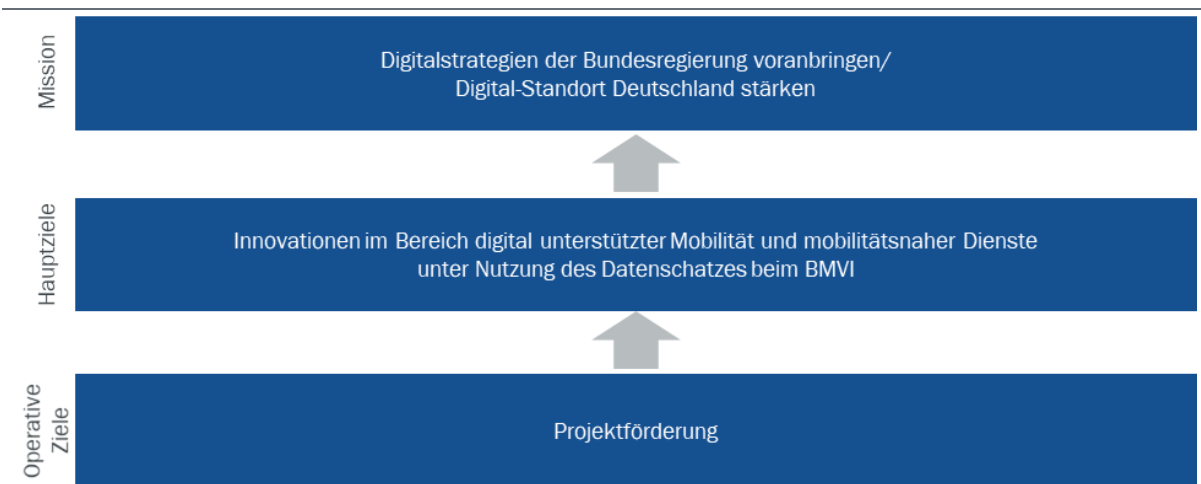 Mission
Digitalstrategien der Bundesregierung voranbringen/
Digital-Standort Deutschland stärken
Hauptziele
Innovationen im Bereich digital unterstützter Mobilität und mobilitätsnaher Dienste
unter Nutzung des Datenschatzes beim BMVI
Operative
Ziele
Projektförderung